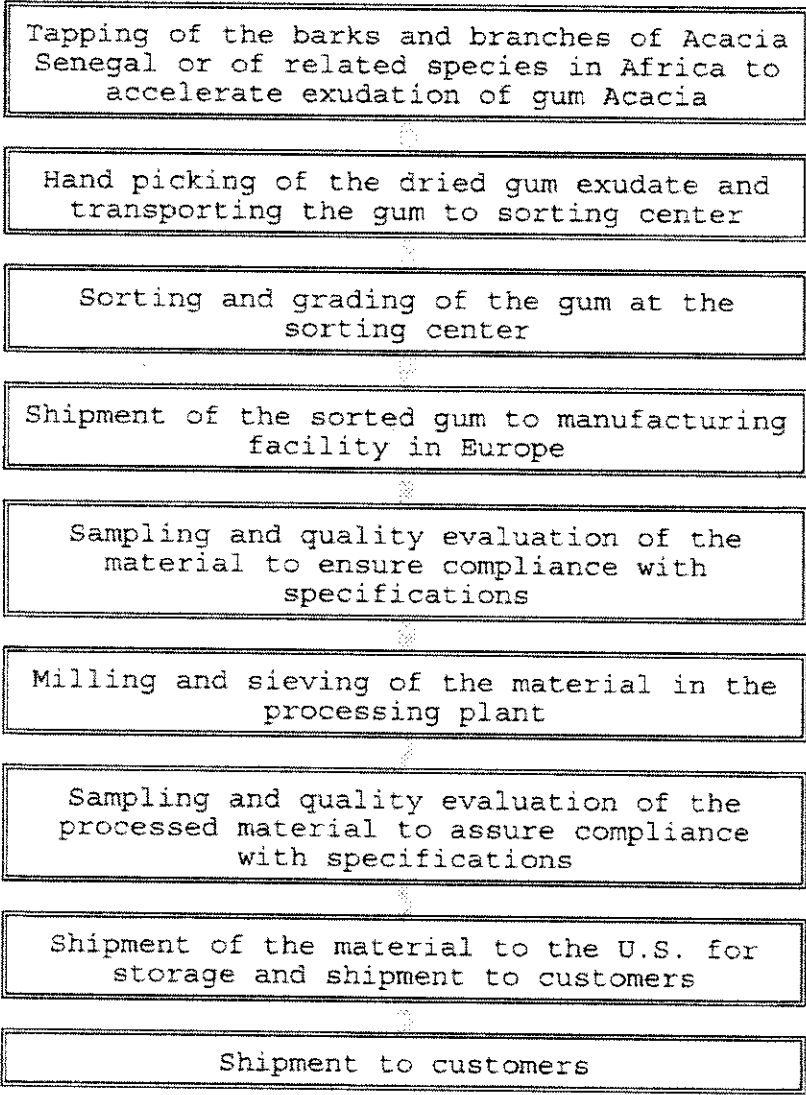 Tapping of the barks and branches of Acacia
Senegal or of related species in Africa to
accelerate exudation of gum Acacia
Hand picking of the dried gum exudate and
transporting the gum to sorting center
Sorting and grading of the gum at the
sorting center
Shipment of the sorted gum to manufacturing
facility in Europe
Sampling and quality evaluation of the
material to ensure compliance with
specifications
Milling and sieving of the material in the
processing plant
Sampling and quality evaluation of the
processed material to assure compliance
with specifications
Shipment of the material to the U.S. for
storage and shipment to customers
Shipment to customers